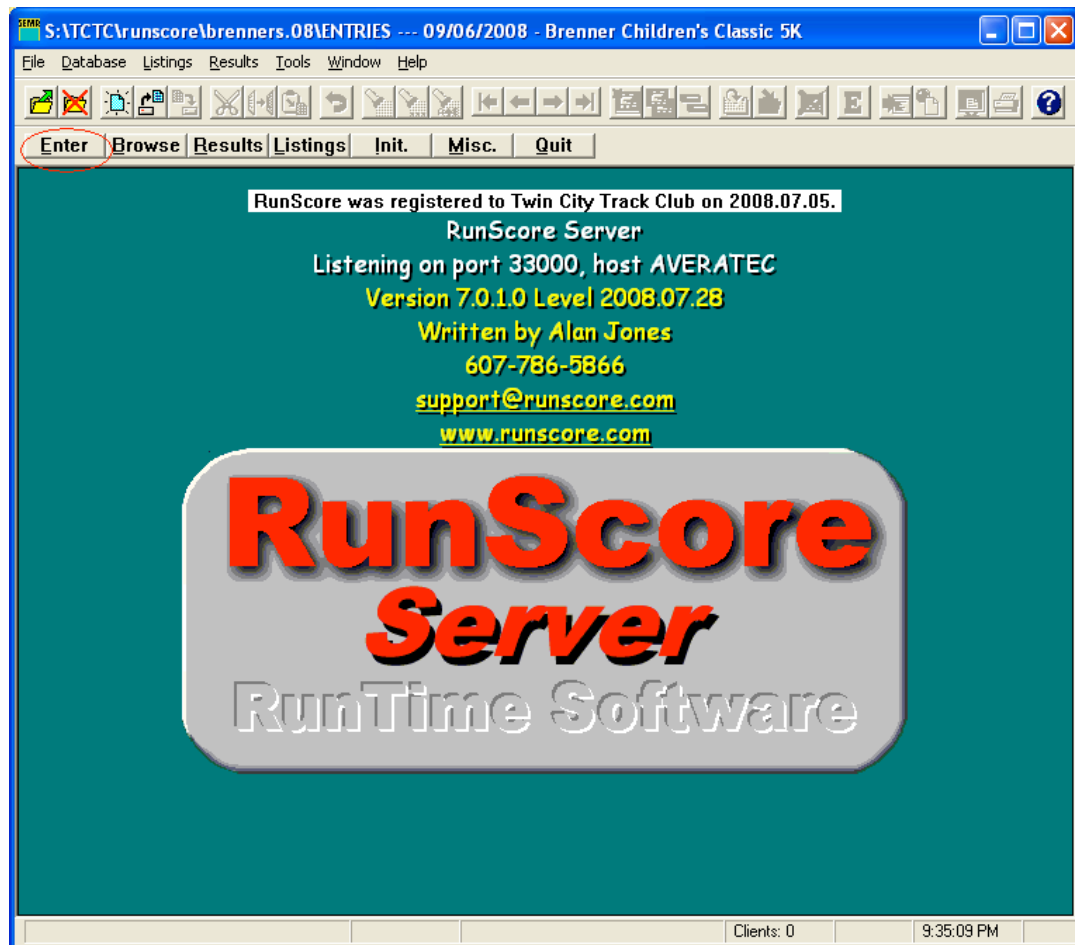 SEMR S:\TCTC\runscore\brenners.08\ENTRIES --- 09/06/2008 - Brenner Children's Classic 5K
File Database Listings Results Tools Window Help
E ?
Enter Browse Results Listings Init. Misc. Quit
RunScore was registered to Twin City Track Club on 2008.07.05.
RunScore Server
Listening on port 33000, host AVERATEC
Version 7.0.1.0 Level 2008.07.28
Written by Alan Jones
607-786-5866
support@runscore.com
www.runscore.com
RunScore
Server
RunTime Software
Clients: 0 9:35:09 PM